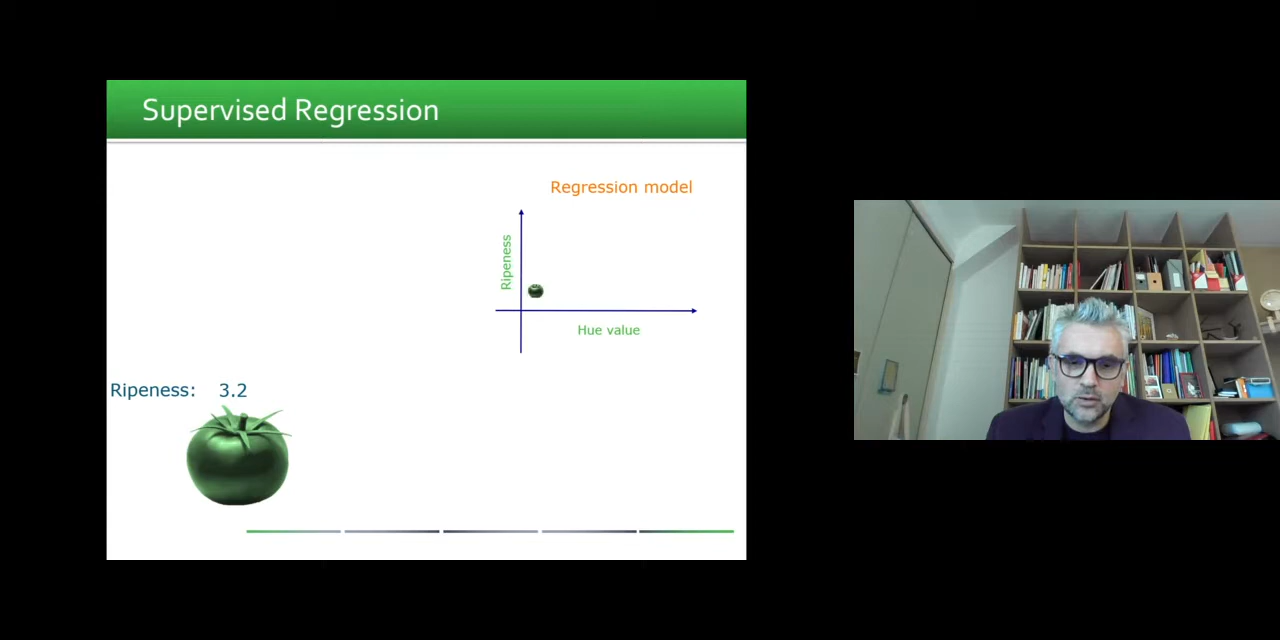 Supervised Regression
Regression model
Ripeness
Hue value
Ripeness: 3.2